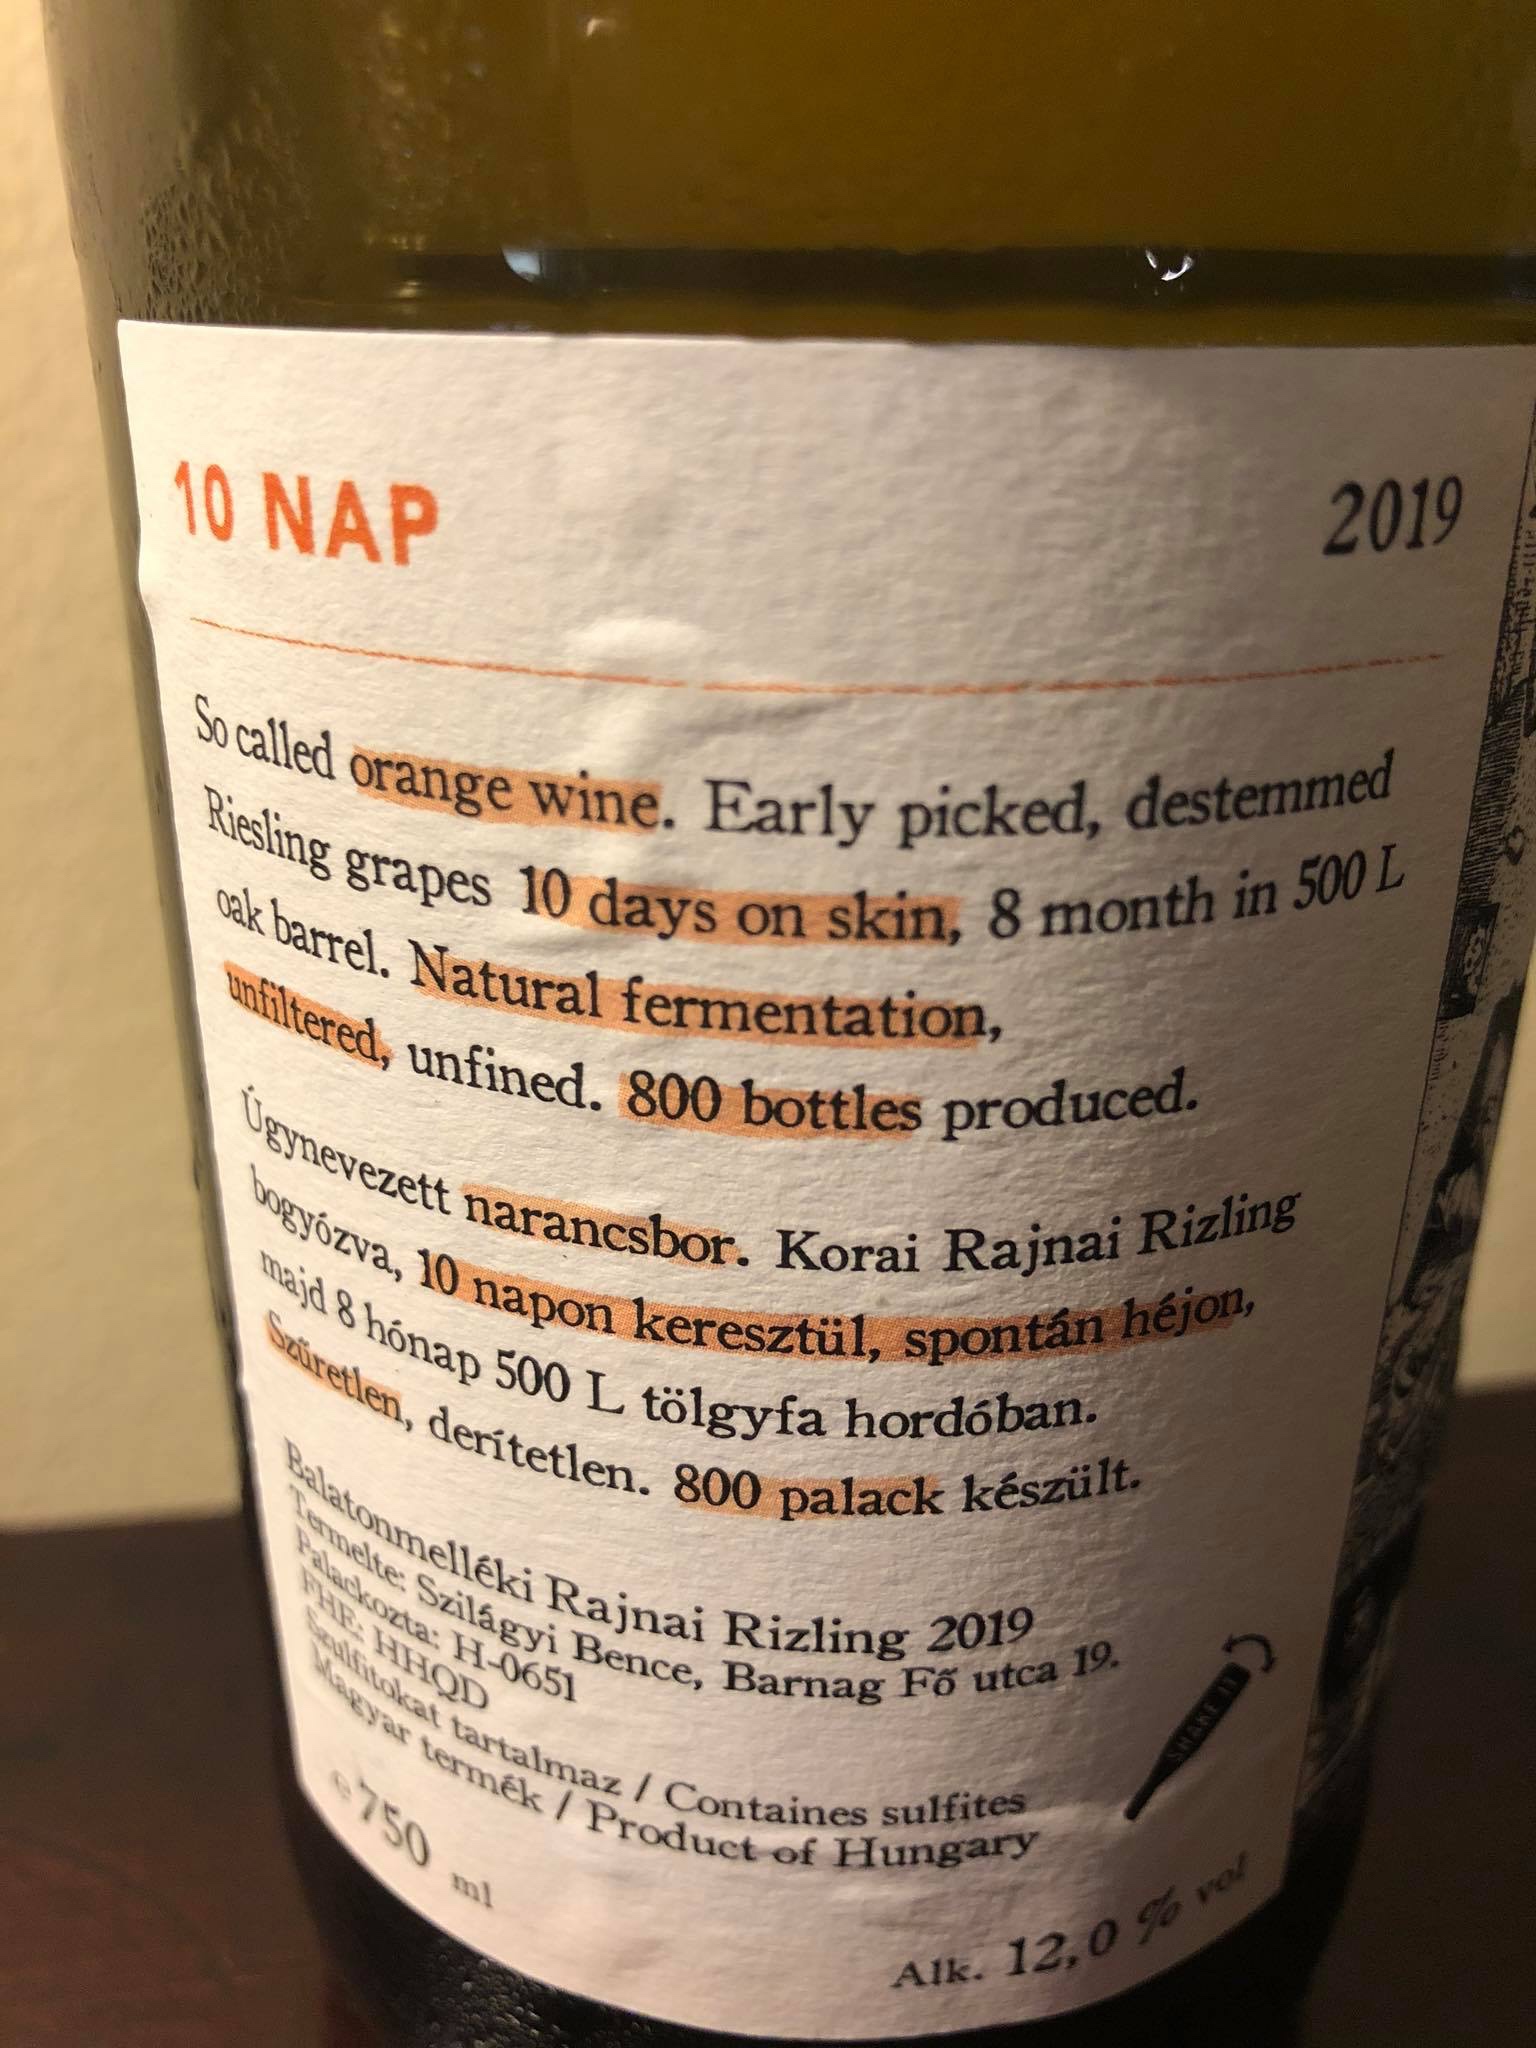 10 NAP
2019
So called orange wine. Early picked, destemmed
Riesling grapes 10 days on skin, 8 month in 500 L
oak barrel. Natural fermentation,
unfiltered, unfined. 800 bottles produced.
Úgynevezett narancsbor. Korai Rajnai Rizling
bogyózva, 10 napon keresztül, spontán héjon,
majd 8 hónap 500 L tölgyfa hordóban.
Szűretlen, derítetlen. 800 palack készült.
Balatonmelléki Rajnai Rizling 2019
Termelte: Szilágyi Bence, Barnag Fő utca 19.
Palackozta: H-0651
FHF: HHQD
Szulfitokat tartalmaz / Containes sulfites
Magyar termék / Product of Hungary
SHAKE IT
e 750 ml
Alk. 12,0 % vol